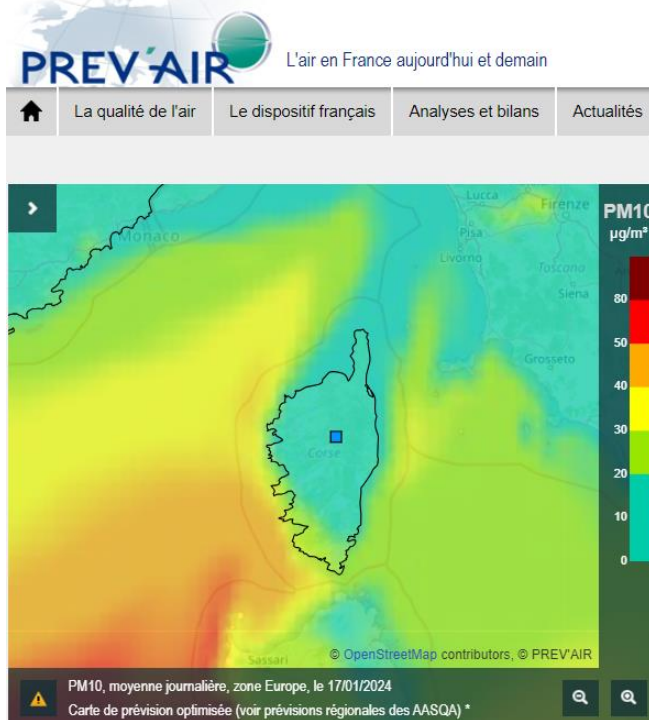 PREV'AIR
L'air en France aujourd'hui et demain
La qualité de l'air
Le dispositif français
Analyses et bilans
Actualités
Monaco
Lucca
Firenze
Pisa
Livorno
Toscana
Siena
Grosseto
Corse
Sassari
PM10
µg/m³
80
50
40
30
20
10
0
© OpenStreetMap contributors, © PREV'AIR
PM10, moyenne journalière, zone Europe, le 17/01/2024
Carte de prévision optimisée (voir prévisions régionales des AASQA) *